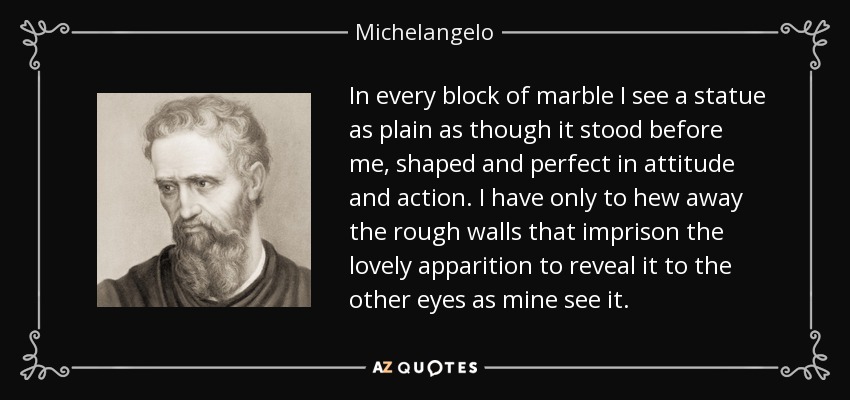 Michelangelo
In every block of marble I see a statue
as plain as though it stood before
me, shaped and perfect in attitude
and action. I have only to hew away
the rough walls that imprison the
lovely apparition to reveal it to the
other eyes as mine see it.
AZ QUOTES